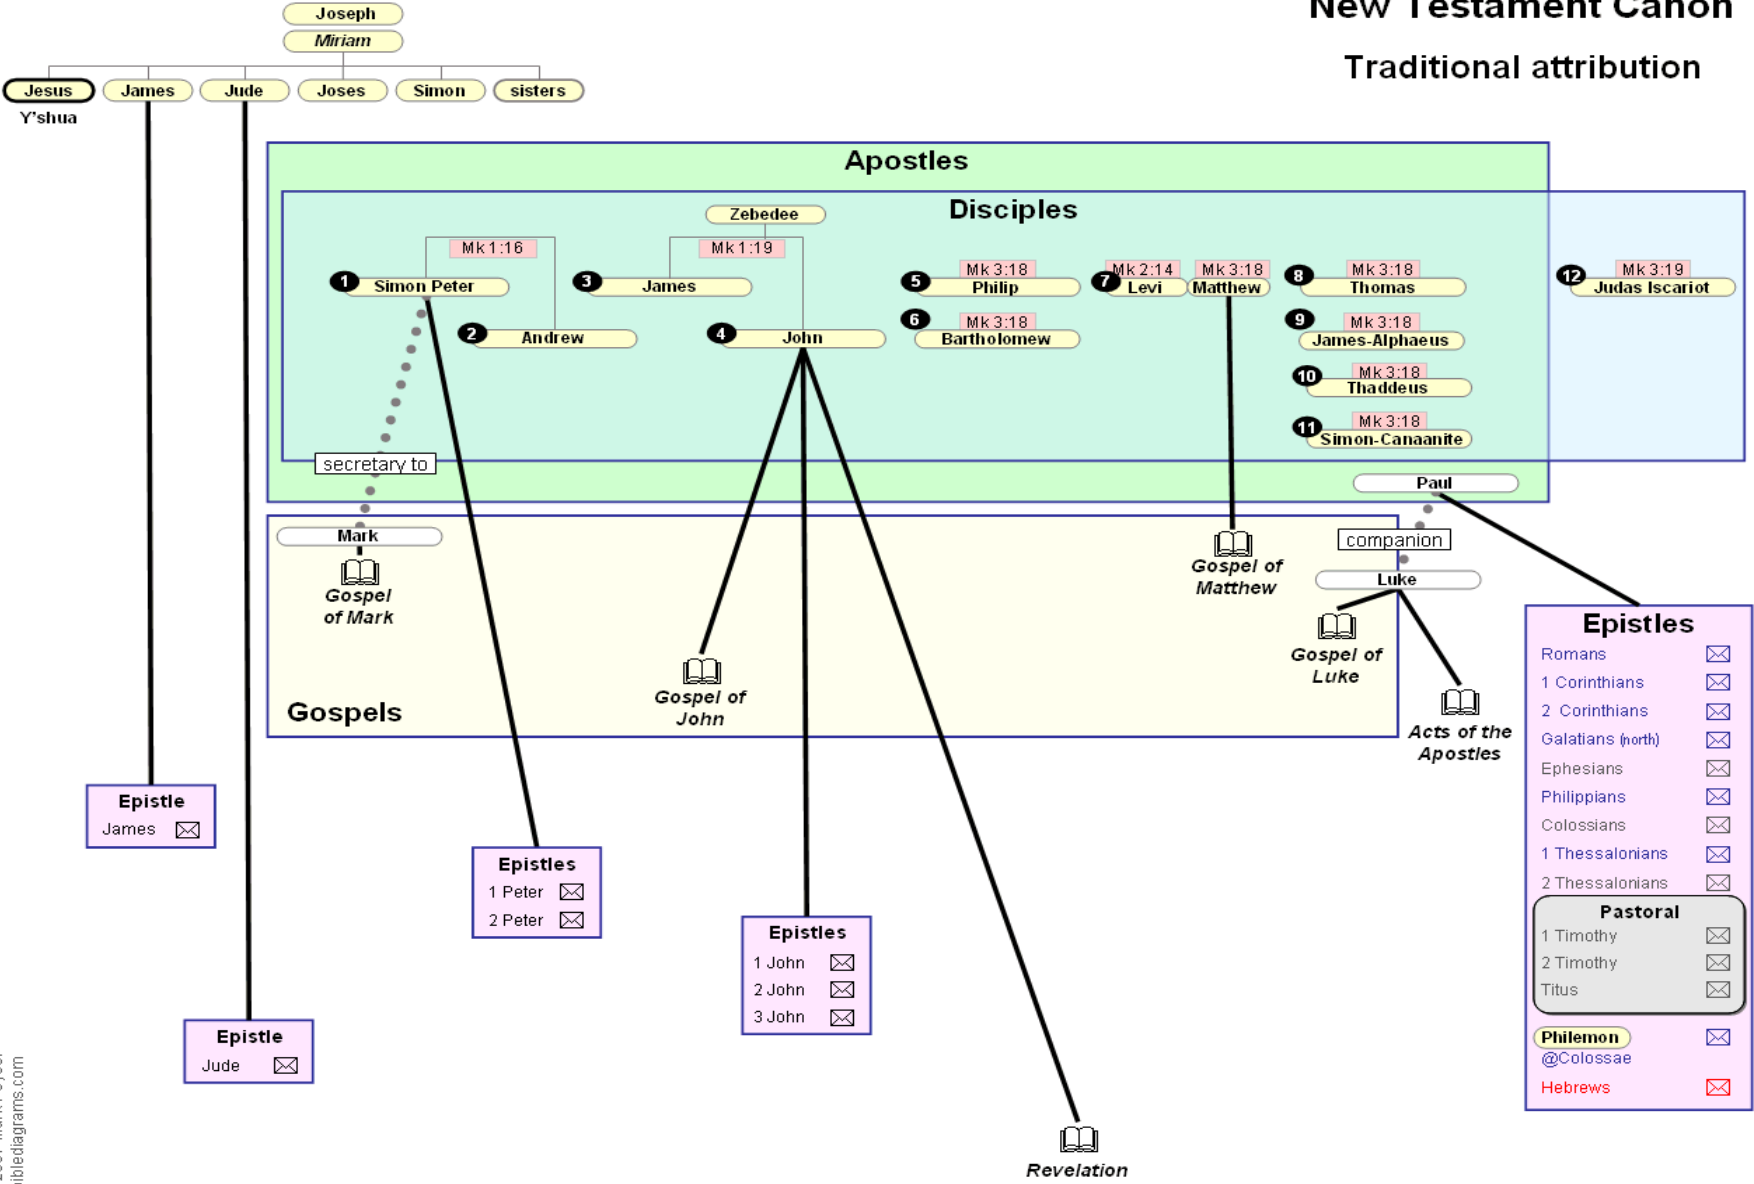 New Testament Canon
Traditional attribution
Joseph
Miriam
Jesus
James
Jude
Joses
Simon
sisters
Y'shua
Apostles
Disciples
Zebedee
Mk 1:16
Mk 1:19
1 Simon Peter
2 Andrew
3 James
4 John
Mk 3:18
5 Philip
Mk 3:18
6 Bartholomew
Mk 2:14
7 Levi
Mk 3:18
Matthew
Mk 3:18
8 Thomas
Mk 3:18
9 James-Alphaeus
Mk 3:18
10 Thaddeus
Mk 3:18
11 Simon-Canaanite
Mk 3:19
12 Judas Iscariot
secretary to
Paul
Mark
companion
Luke
Gospel
of Mark
Gospel of
John
Gospel of
Matthew
Gospel of
Luke
Acts of the
Apostles
Gospels
Epistle
James
Epistle
Jude
Epistles
1 Peter
2 Peter
Epistles
1 John
2 John
3 John
Revelation
Epistles
Romans
1 Corinthians
2 Corinthians
Galatians (north)
Ephesians
Philippians
Colossians
1 Thessalonians
2 Thessalonians
Pastoral
1 Timothy
2 Timothy
Titus
Philemon
@Colossae
Hebrews